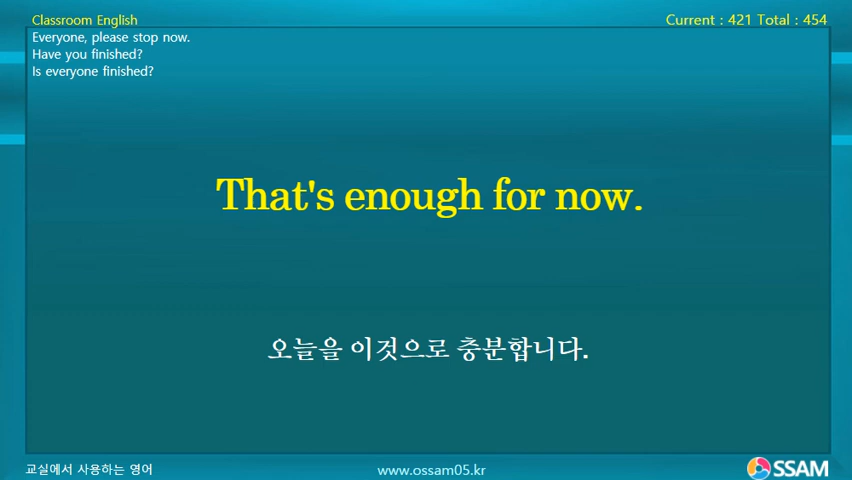 Classroom English
Current : 421 Total : 454
Everyone, please stop now.
Have you finished?
Is everyone finished?
That's enough for now.
오늘을 이것으로 충분합니다.
교실에서 사용하는 영어
www.ossam05.kr
SSAM